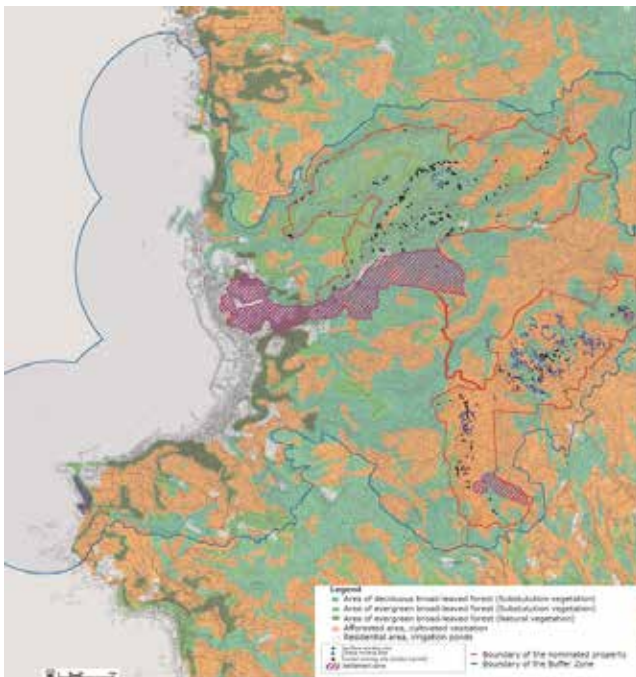 Legend
Area of deciduous broad-leaved forest (Substitution vegetation)
Area of evergreen broad-leaved forest (Substitution vegetation)
Area of evergreen broad-leaved forest (Natural vegetation)
Afforested area, cultivated vegetation
Residential area, irrigation ponds
Settlement zone
Boundary of the nominated property
Boundary of the Buffer Zone